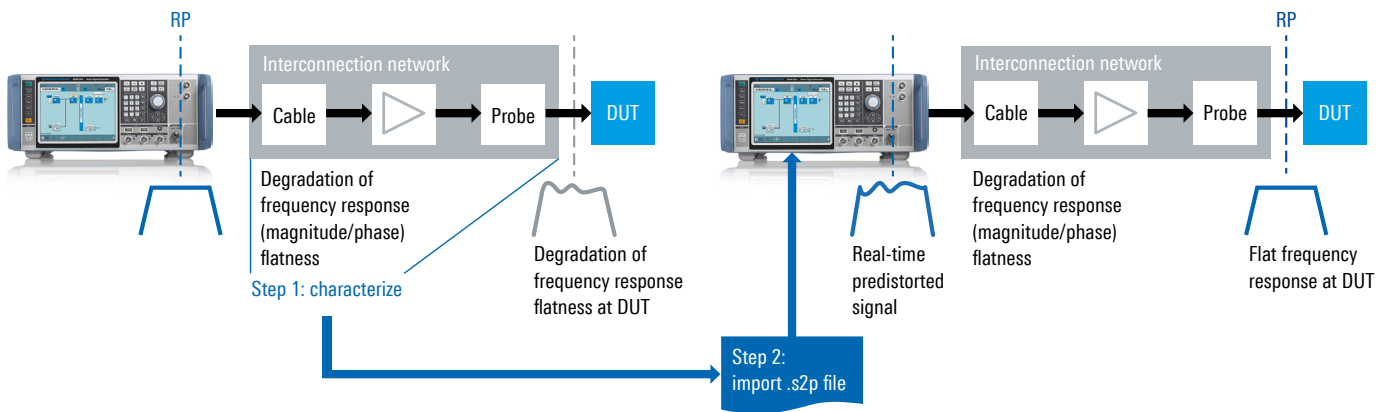 RP
Interconnection network
Cable
Probe
DUT
Degradation of
frequency response
(magnitude/phase)
flatness
Step 1: characterize
Degradation of
frequency response
flatness at DUT
RP
Interconnection network
Cable
Probe
DUT
Real-time
predistorted
signal
Degradation of
frequency response
(magnitude/phase)
flatness
Flat frequency
response at DUT
Step 2:
import .s2p file